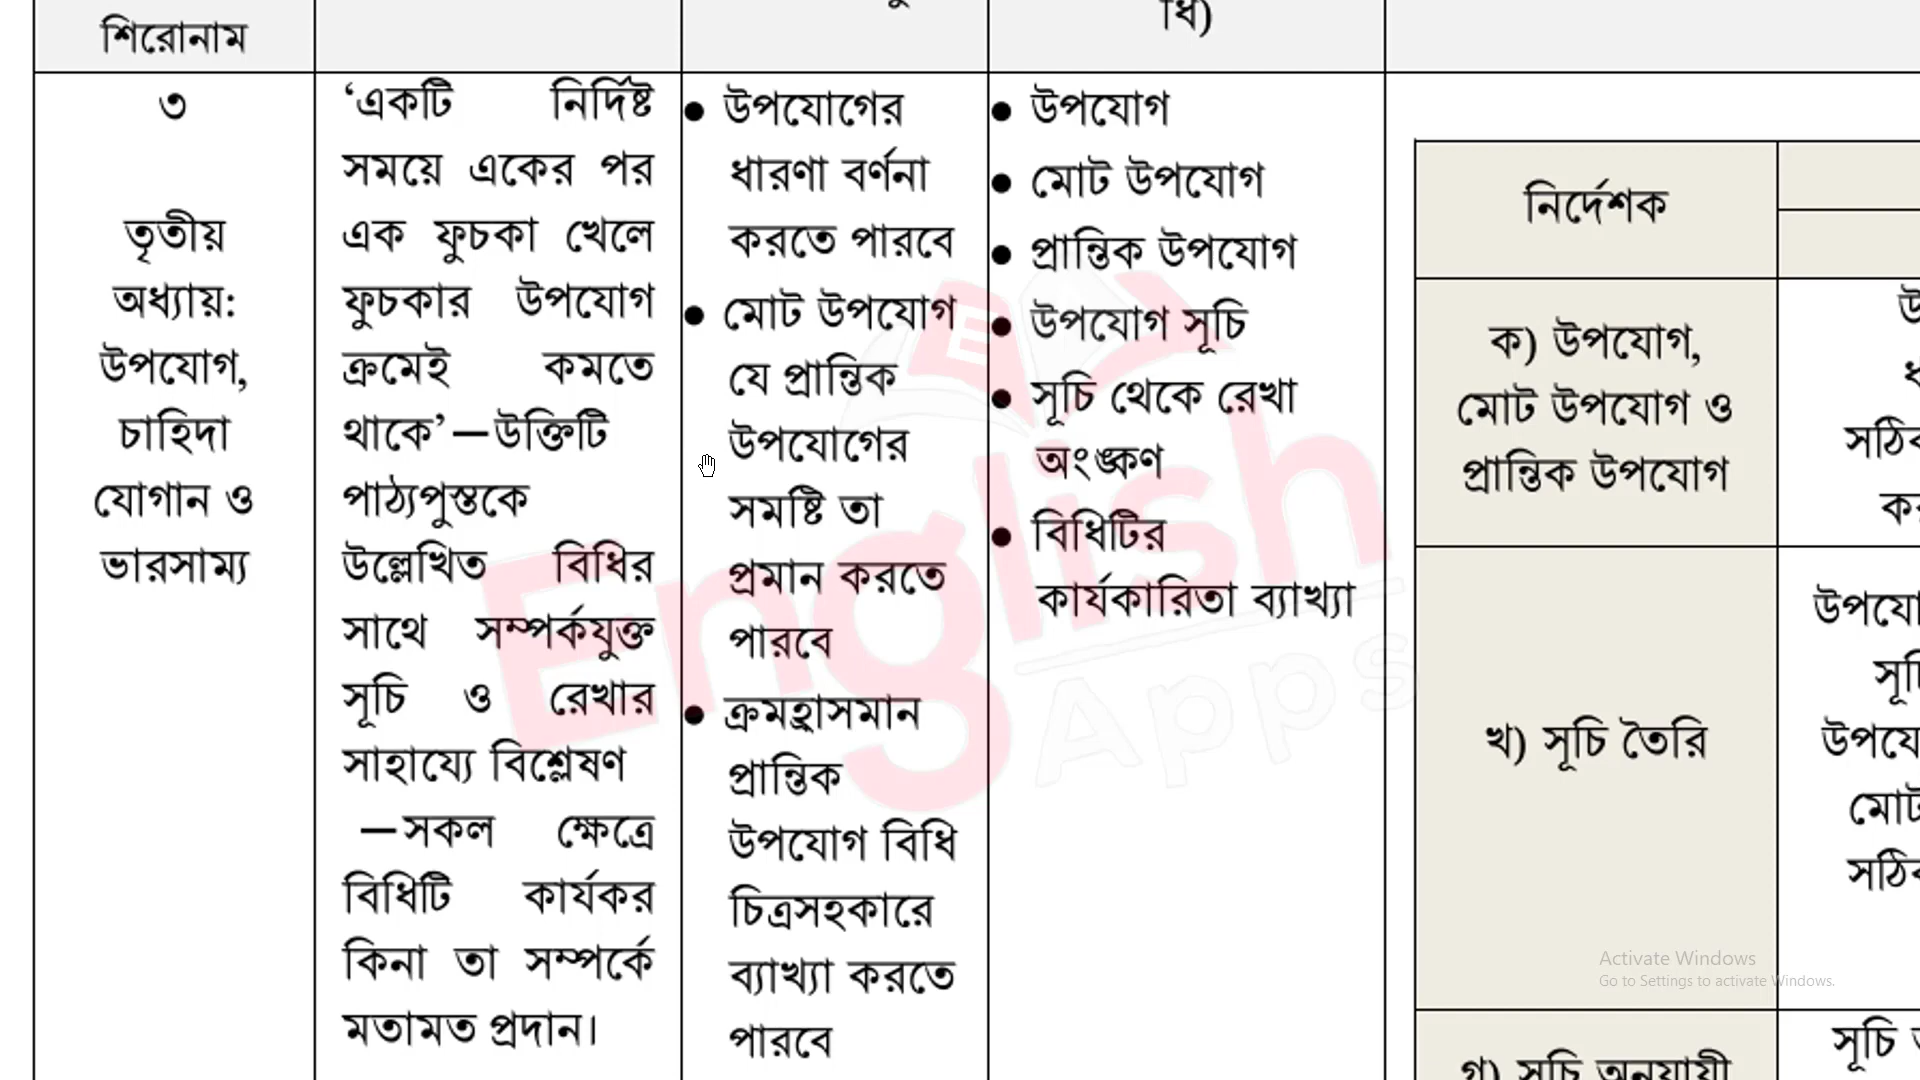 শিরোনাম
ধি)
৩
তৃতীয়
অধ্যায়:
উপযোগ,
চাহিদা
যোগান ও
ভারসাম্য
‘একটি নির্দিষ্ট
সময়ে একের পর
এক ফুচকা খেলে
ফুচকার উপযোগ
ক্রমেই কমতে
থাকে’—উক্তিটি
পাঠ্যপুস্তকে
উল্লেখিত বিধির
সাথে সম্পর্কযুক্ত
সূচি ও রেখার
সাহায্যে বিশ্লেষণ
—সকল ক্ষেত্রে
বিধিটি কার্যকর
কিনা তা সম্পর্কে
মতামত প্রদান।
● উপযোগের
ধারণা বর্ণনা
করতে পারবে
● মোট উপযোগ
যে প্রান্তিক
উপযোগের
সমষ্টি তা
প্রমান করতে
পারবে
● ক্রমহ্রাসমান
প্রান্তিক
উপযোগ বিধি
চিত্রসহকারে
ব্যাখ্যা করতে
পারবে
● উপযোগ
● মোট উপযোগ
● প্রান্তিক উপযোগ
● উপযোগ সূচি
● সূচি থেকে রেখা
অংঙ্কণ
● বিধিটির
কার্যকারিতা ব্যাখ্যা
নির্দেশক
ক) উপযোগ,
মোট উপযোগ ও
প্রান্তিক উপযোগ
খ) সূচি তৈরি
গ) সূচি অনুযায়ী
সূচি
English
Apps
Activate Windows
Go to Settings to activate Windows.